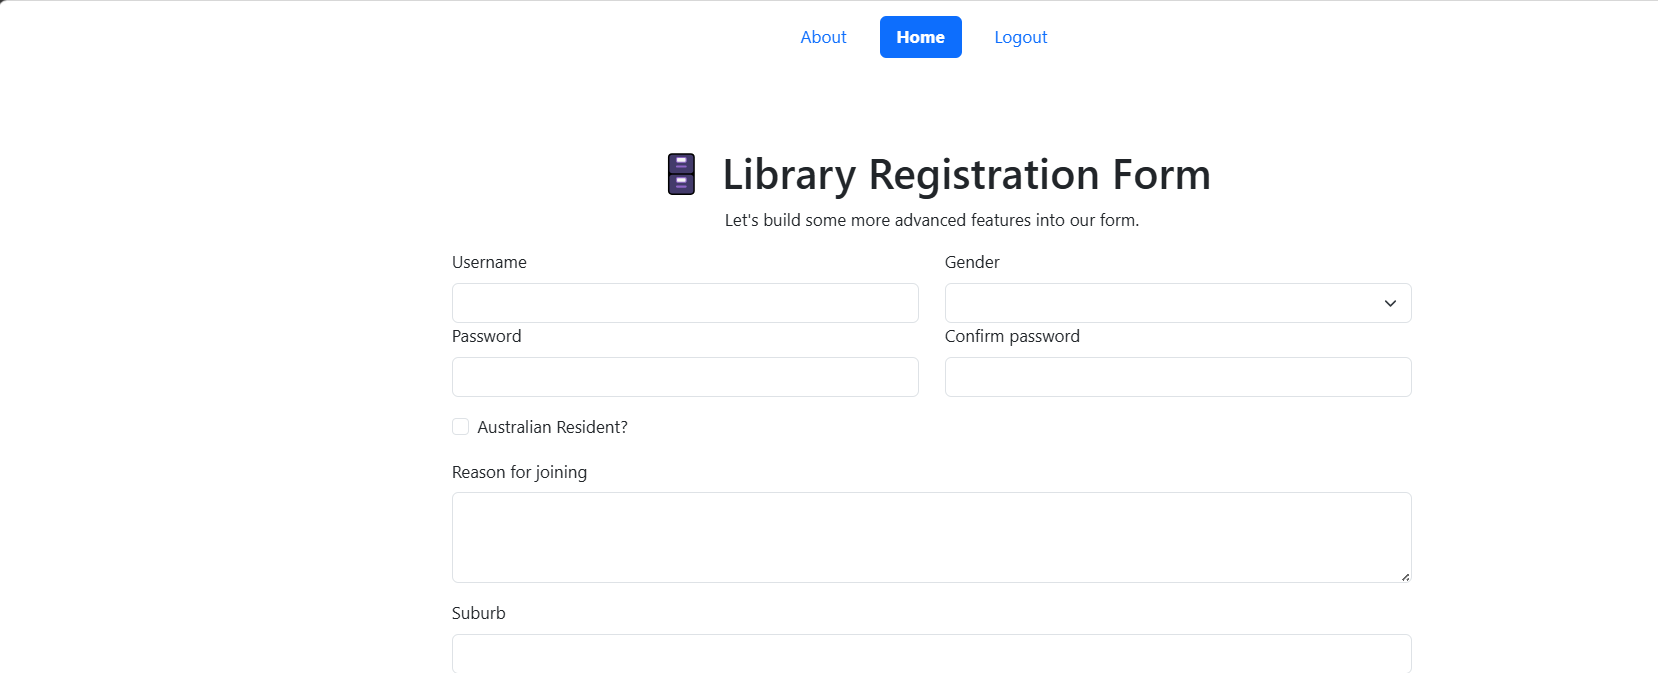 About Home Logout
Library Registration Form
Let's build some more advanced features into our form.
Username Gender
Password Confirm password
Australian Resident?
Reason for joining
Suburb